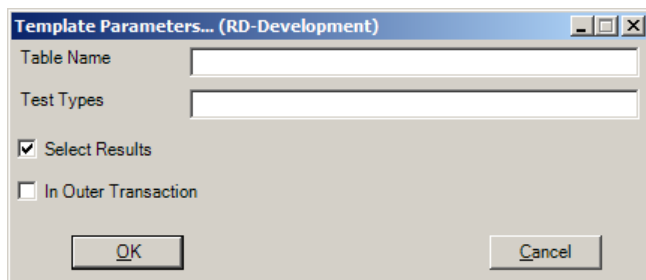 Template Parameters... (RD-Development)
Table Name
Test Types
Select Results
In Outer Transaction
OK Cancel